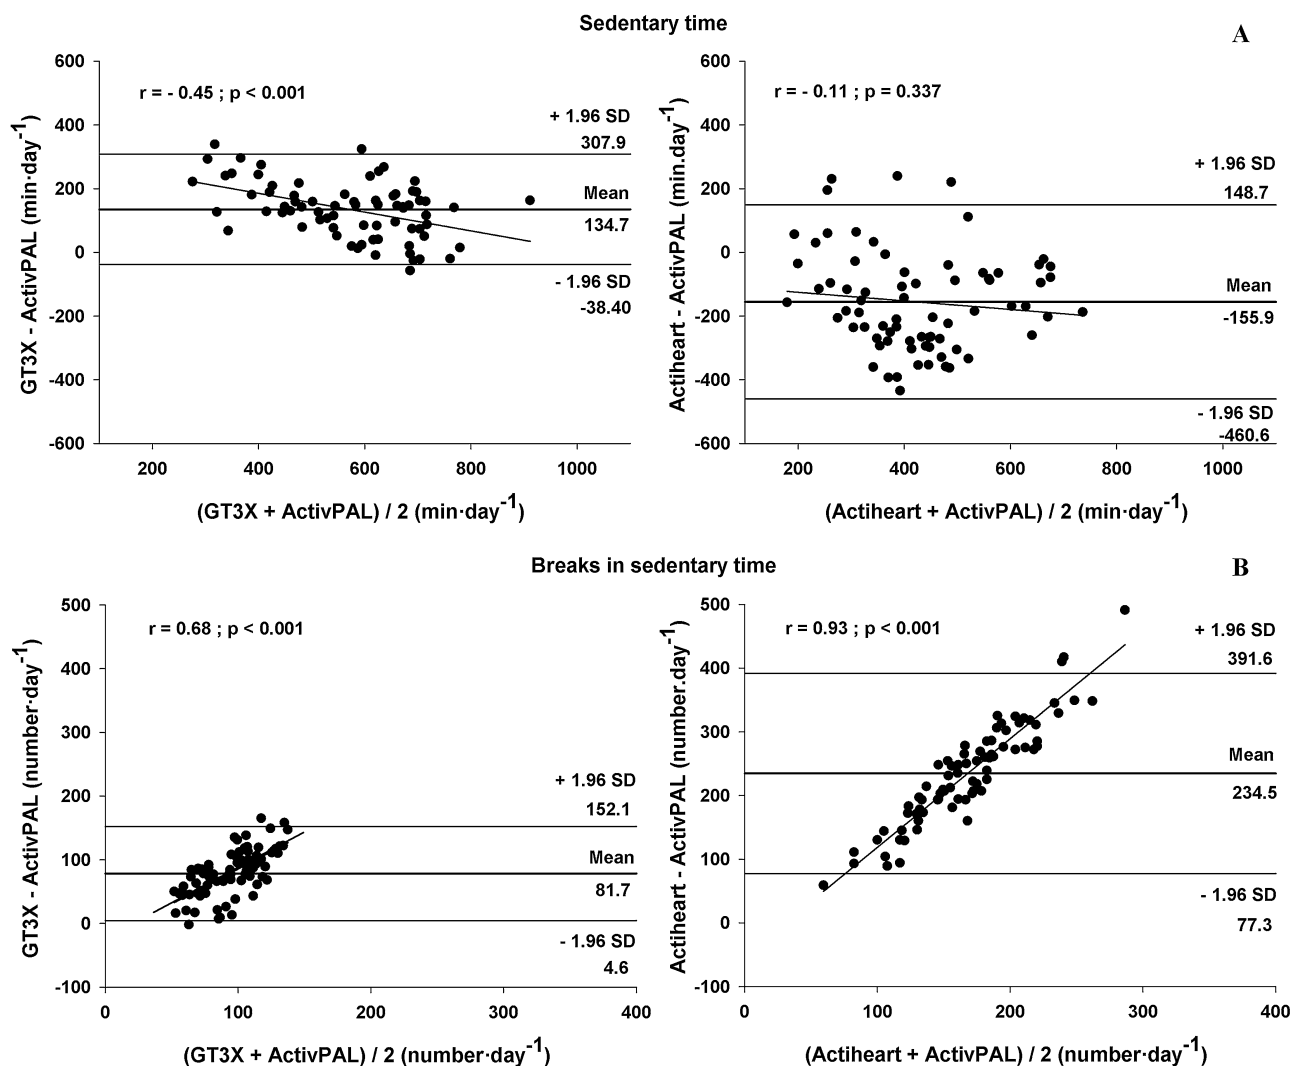 Sedentary time
A
600
400
200
0
-200
-400
-600
GT3X - ActivPAL (min·day-1)
r = - 0.45 ; p < 0.001
+ 1.96 SD
307.9
Mean
134.7
- 1.96 SD
-38.40
200
400
600
800
1000
(GT3X + ActivPAL) / 2 (min·day-1)
600
400
200
0
-200
-400
-600
Actiheart - ActivPAL (min.day-1)
r = - 0.11 ; p = 0.337
+ 1.96 SD
148.7
Mean
-155.9
- 1.96 SD
-460.6
200
400
600
800
1000
(Actiheart + ActivPAL) / 2 (min·day-1)
Breaks in sedentary time
B
500
400
300
200
100
0
-100
GT3X - ActivPAL (number·day-1)
r = 0.68 ; p < 0.001
+ 1.96 SD
152.1
Mean
81.7
- 1.96 SD
4.6
0
100
200
300
400
(GT3X + ActivPAL) / 2 (number·day-1)
500
400
300
200
100
0
-100
Actiheart - ActivPAL (number.day-1)
r = 0.93 ; p < 0.001
+ 1.96 SD
391.6
Mean
234.5
- 1.96 SD
77.3
0
100
200
300
400
(Actiheart + ActivPAL) / 2 (number·day-1)